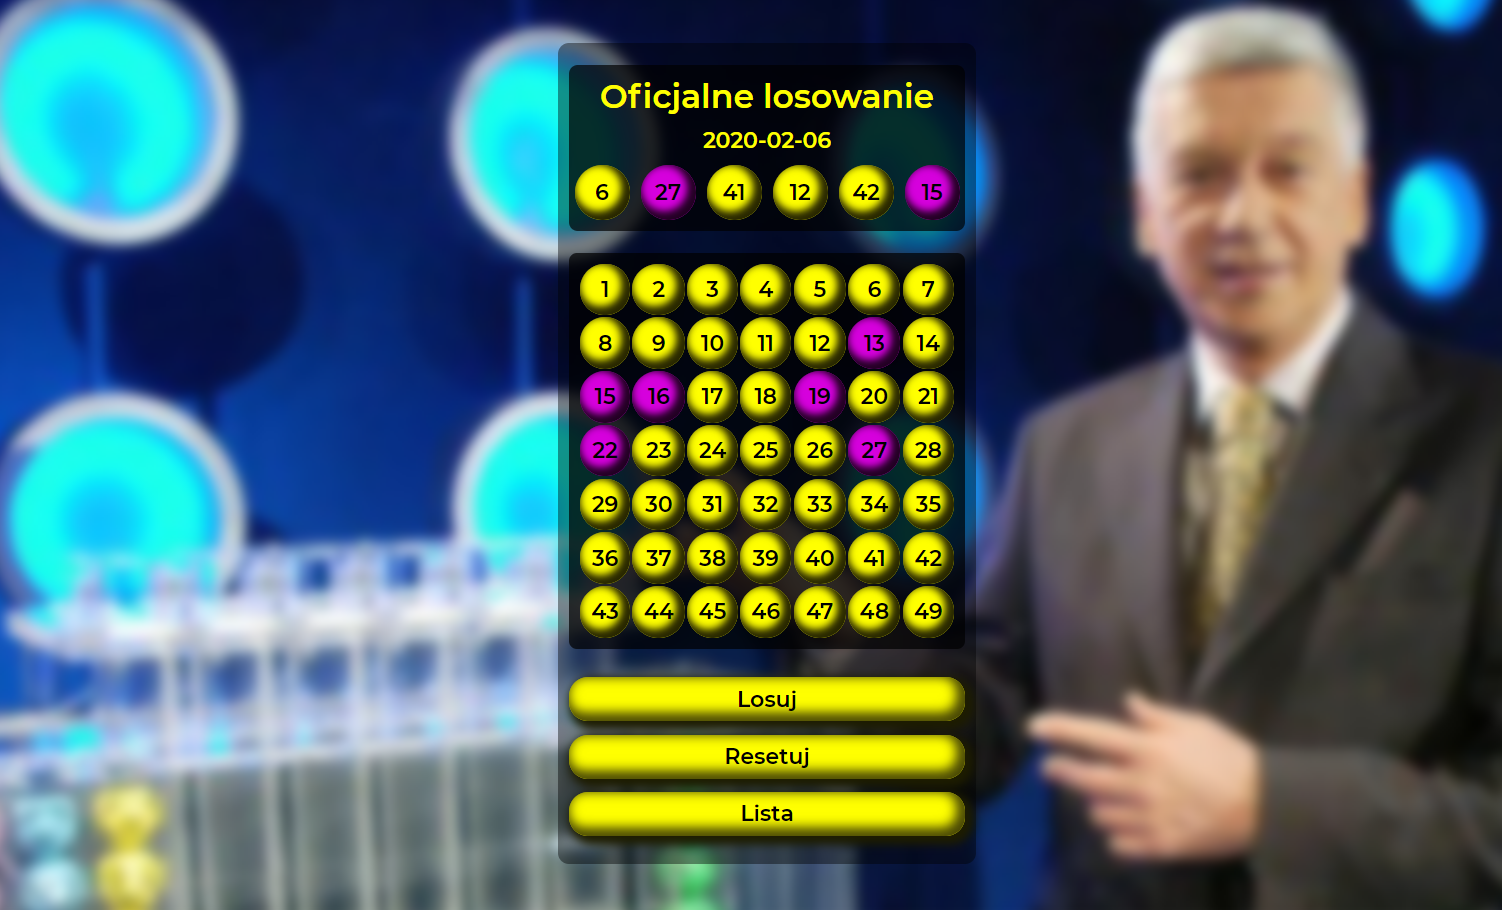 Oficjalne losowanie
2020-02-06
6 27 41 12 42 15
1 2 3 4 5 6 7
8 9 10 11 12 13 14
15 16 17 18 19 20 21
22 23 24 25 26 27 28
29 30 31 32 33 34 35
36 37 38 39 40 41 42
43 44 45 46 47 48 49
Losuj
Resetuj
Lista